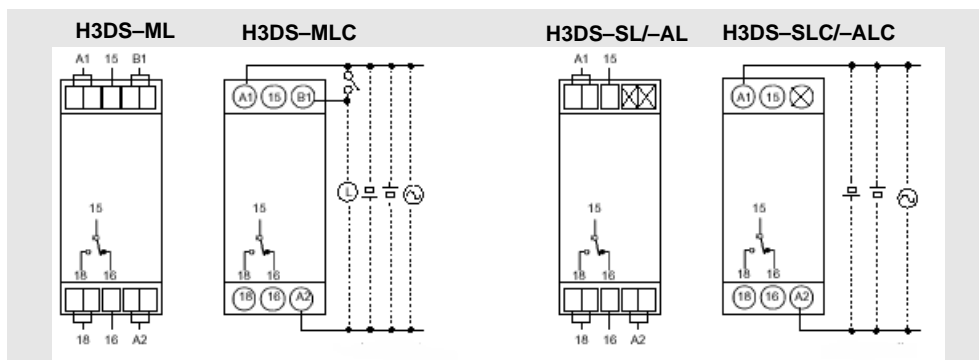 H3DS–ML
H3DS–MLC
H3DS–SL/–AL
H3DS–SLC/–ALC
A1 15 B1
15
18 16
18 16 A2
A1 15 B1
L
15
18 16
18 16 A2
A1 15
15
18 16
18 16 A2
A1 15
15
18 16
18 16 A2